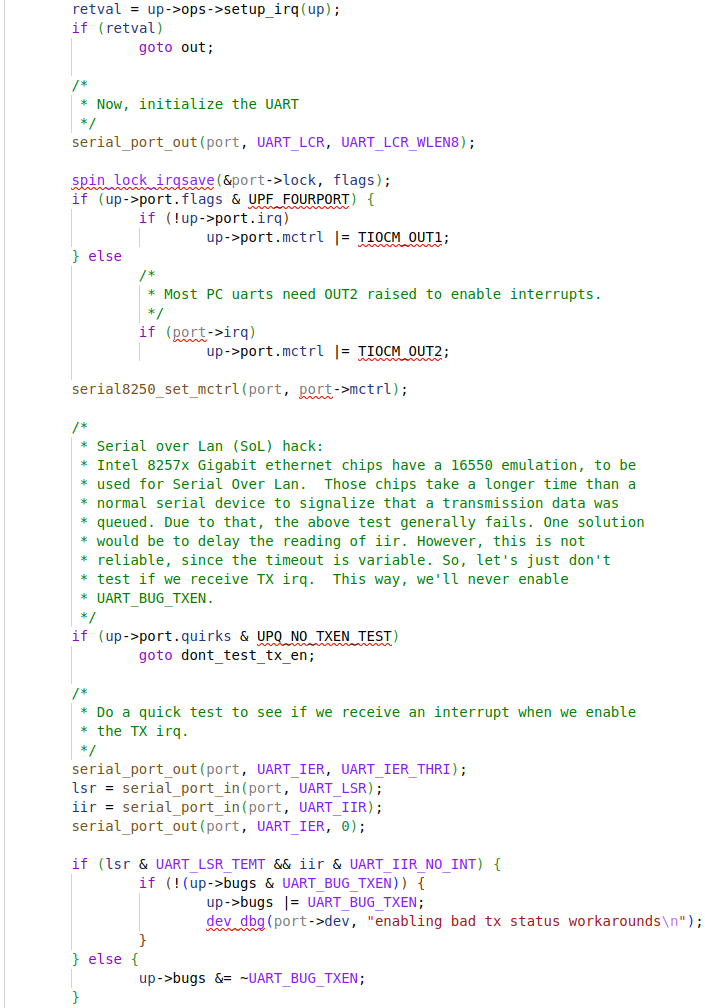 retval = up->ops->setup_irq(up);
if (retval)
        goto out;

/*
 * Now, initialize the UART
 */
serial_port_out(port, UART_LCR, UART_LCR_WLEN8);

spin_lock_irqsave(&port->lock, flags);
if (up->port.flags & UPF_FOURPORT) {
        if (!up->port.irq)
                up->port.mctrl |= TIOCM_OUT1;
} else
        /*
         * Most PC uarts need OUT2 raised to enable interrupts.
         */
        if (port->irq)
                up->port.mctrl |= TIOCM_OUT2;

serial8250_set_mctrl(port, port->mctrl);

/*
 * Serial over Lan (SoL) hack:
 * Intel 8257x Gigabit ethernet chips have a 16550 emulation, to be
 * used for Serial Over Lan.  Those chips take a longer time than a
 * normal serial device to signalize that a transmission data was
 * queued. Due to that, the above test generally fails. One solution
 * would be to delay the reading of iir. However, this is not
 * reliable, since the timeout is variable. So, let's just don't
 * test if we receive TX irq.  This way, we'll never enable
 * UART_BUG_TXEN.
 */
if (up->port.quirks & UPQ_NO_TXEN_TEST)
        goto dont_test_tx_en;

/*
 * Do a quick test to see if we receive an interrupt when we enable
 * the TX irq.
 */
serial_port_out(port, UART_IER, UART_IER_THRI);
lsr = serial_port_in(port, UART_LSR);
iir = serial_port_in(port, UART_IIR);
serial_port_out(port, UART_IER, 0);

if (lsr & UART_LSR_TEMT && iir & UART_IIR_NO_INT) {
        if (!(up->bugs & UART_BUG_TXEN)) {
                up->bugs |= UART_BUG_TXEN;
                dev_dbg(port->dev, "enabling bad tx status workarounds\n");
        }
} else {
        up->bugs &= ~UART_BUG_TXEN;
}